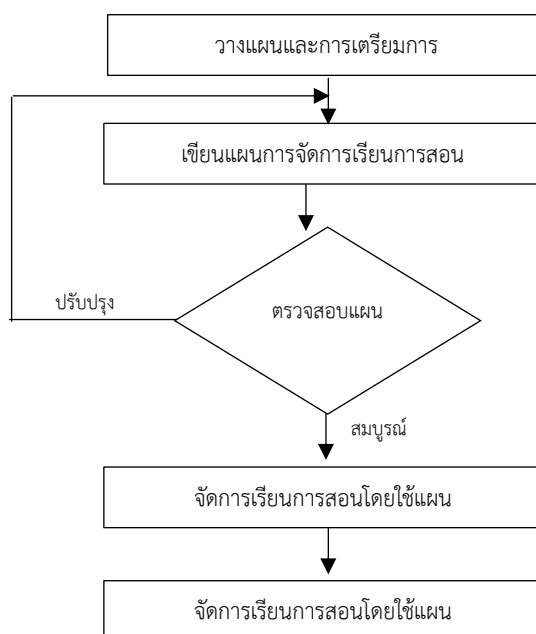 วางแผนและการเตรียมการ
เขียนแผนการจัดการเรียนการสอน
ปรับปรุง
ตรวจสอบแผน
สมบูรณ์
จัดการเรียนการสอนโดยใช้แผน
จัดการเรียนการสอนโดยใช้แผน